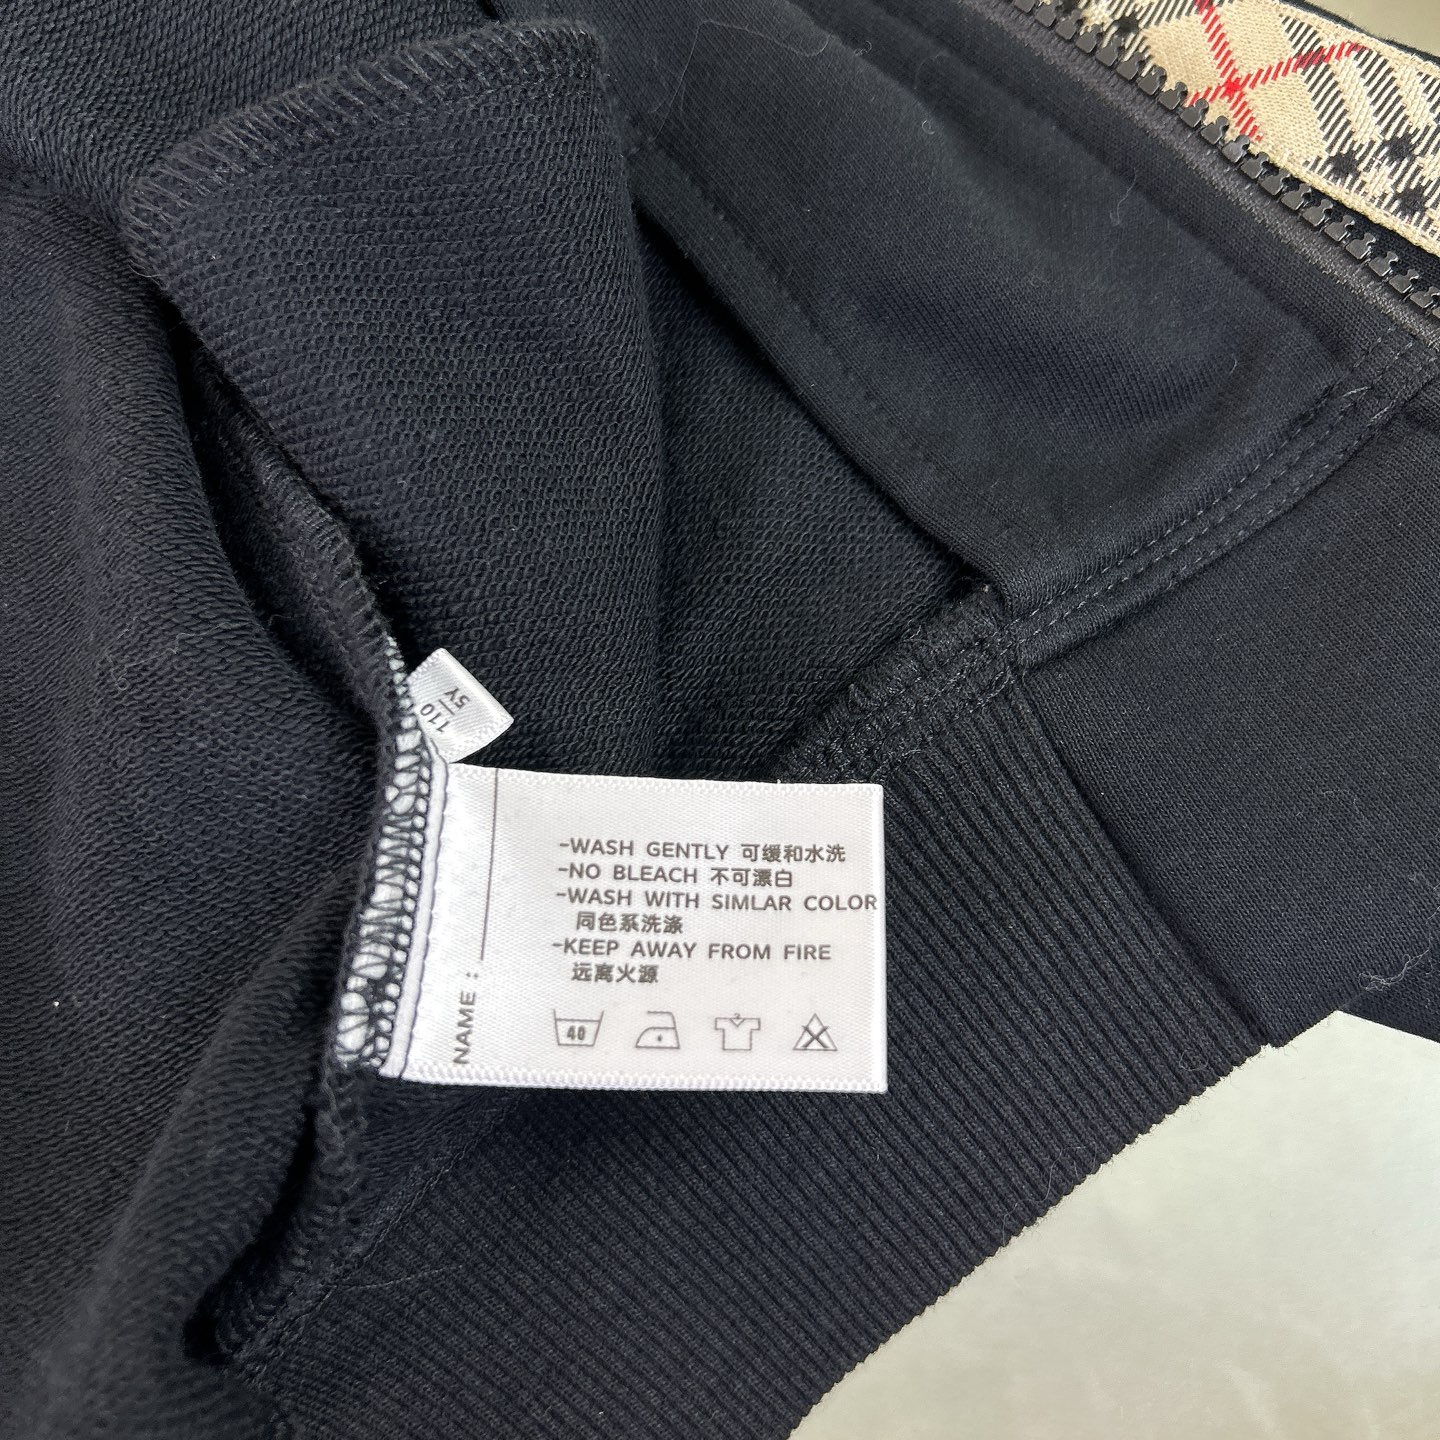 110
5Y
-WASH GENTLY 可缓和水洗
-NO BLEACH 不可漂白
-WASH WITH SIMLAR COLOR
同色系洗涤
-KEEP AWAY FROM FIRE
远离火源
40
NAME :